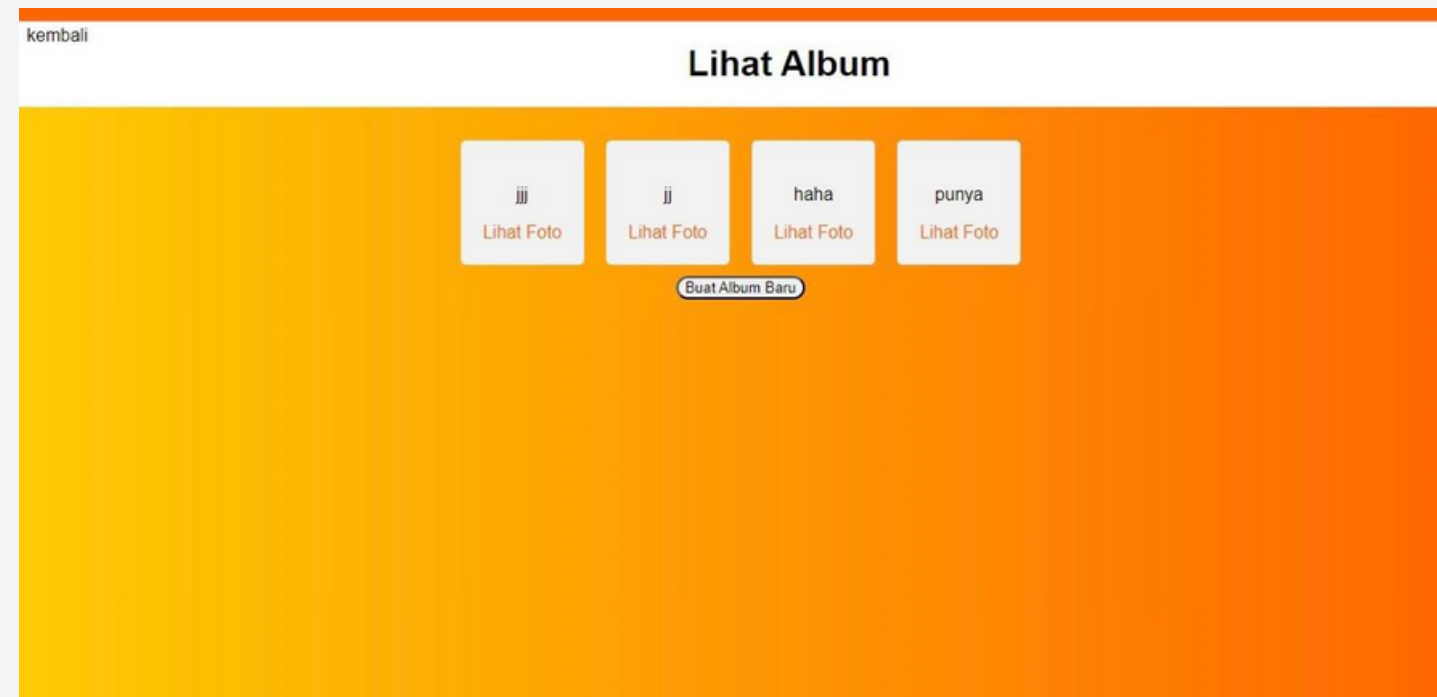 kembali
Lihat Album
jjj jj haha punya
Lihat Foto Lihat Foto Lihat Foto Lihat Foto
Buat Album Baru